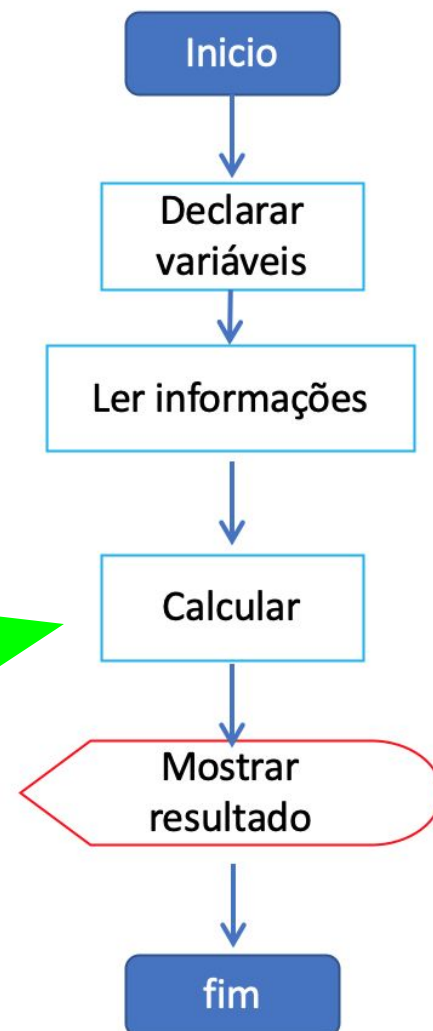 Inicio
Declarar
variáveis
Ler informações
Calcular
Mostrar
resultado
fim